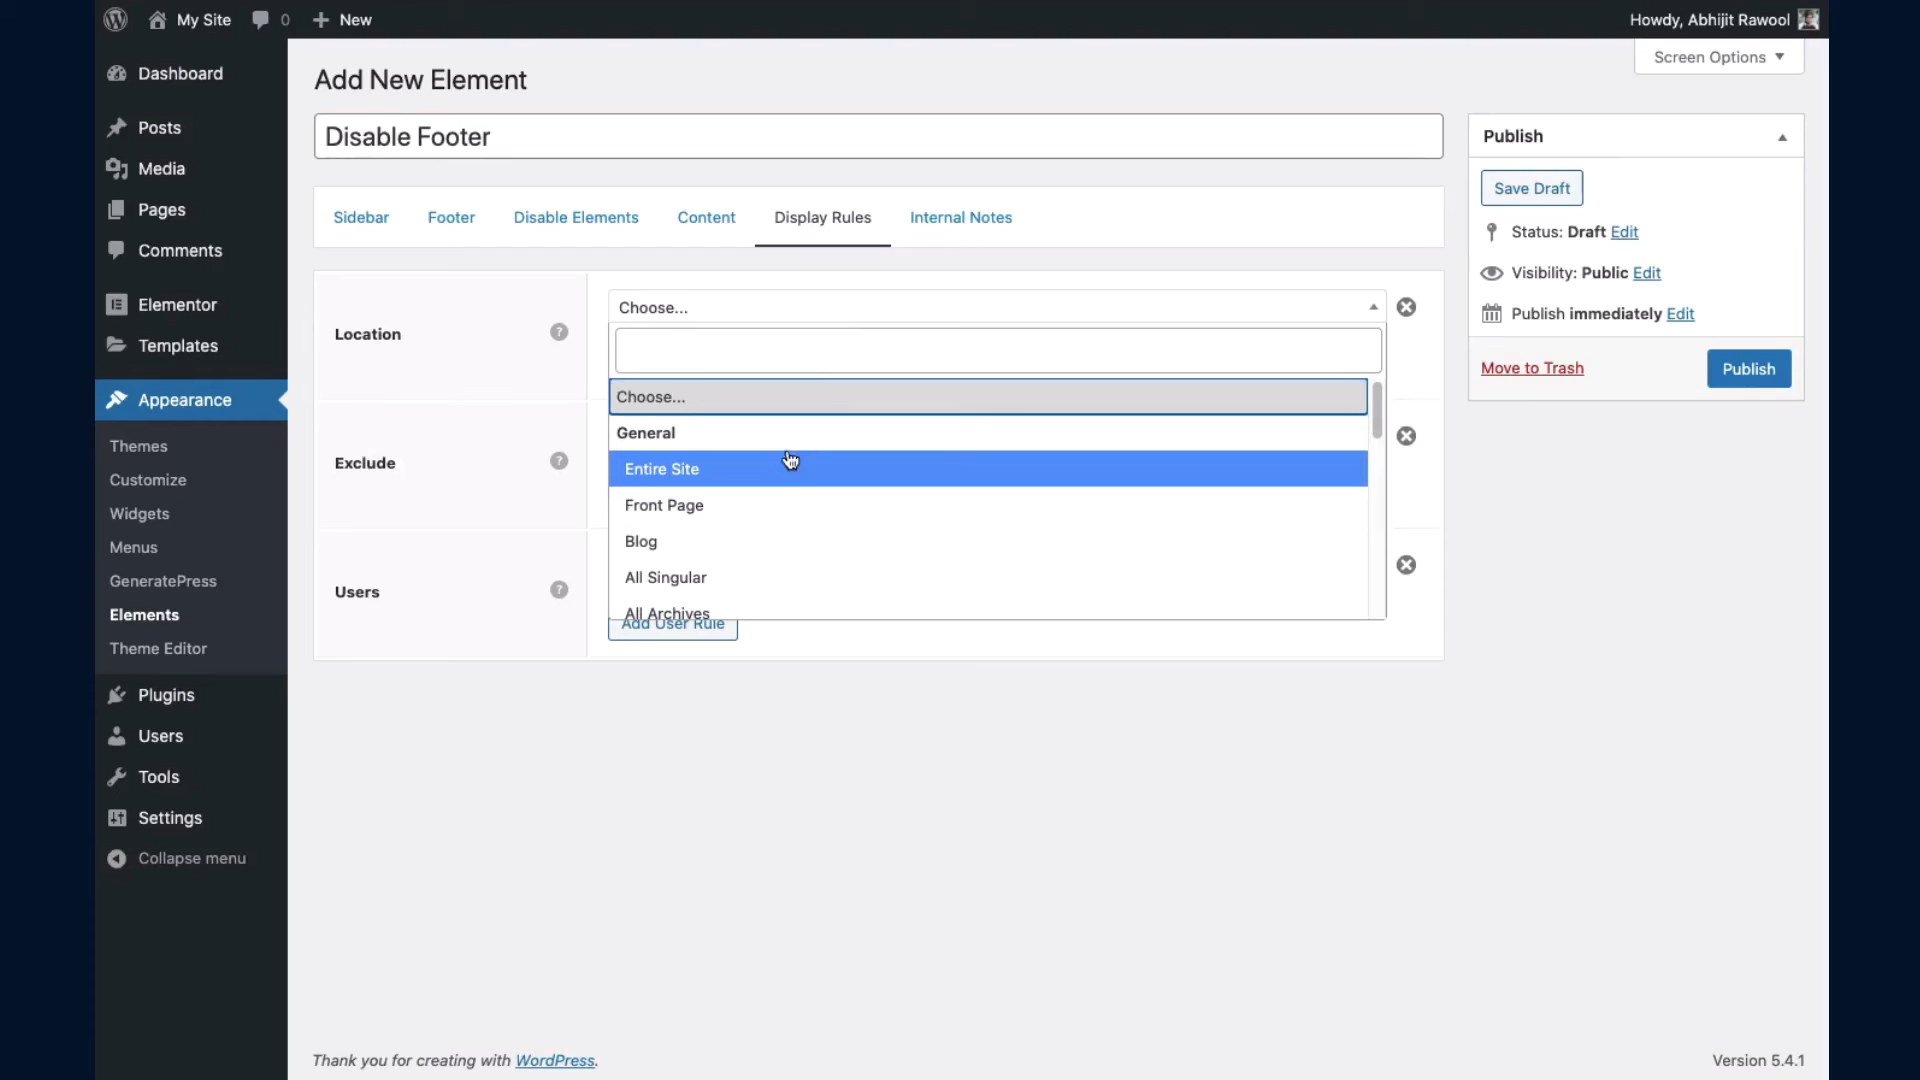 My Site
0
New
Howdy, Abhijit Rawool
Screen Options
Dashboard
Posts
Media
Pages
Comments
Elementor
Templates
Appearance
Themes
Customize
Widgets
Menus
GeneratePress
Elements
Theme Editor
Plugins
Users
Tools
Settings
Collapse menu
Add New Element
Disable Footer
Sidebar
Footer
Disable Elements
Content
Display Rules
Internal Notes
Location
?
Choose...
Choose...
General
Entire Site
Front Page
Blog
All Singular
All Archives
Exclude
?
Users
?
Add User Rule
Publish
Save Draft
Status: Draft Edit
Visibility: Public Edit
Publish immediately Edit
Move to Trash
Publish
Thank you for creating with WordPress.
Version 5.4.1